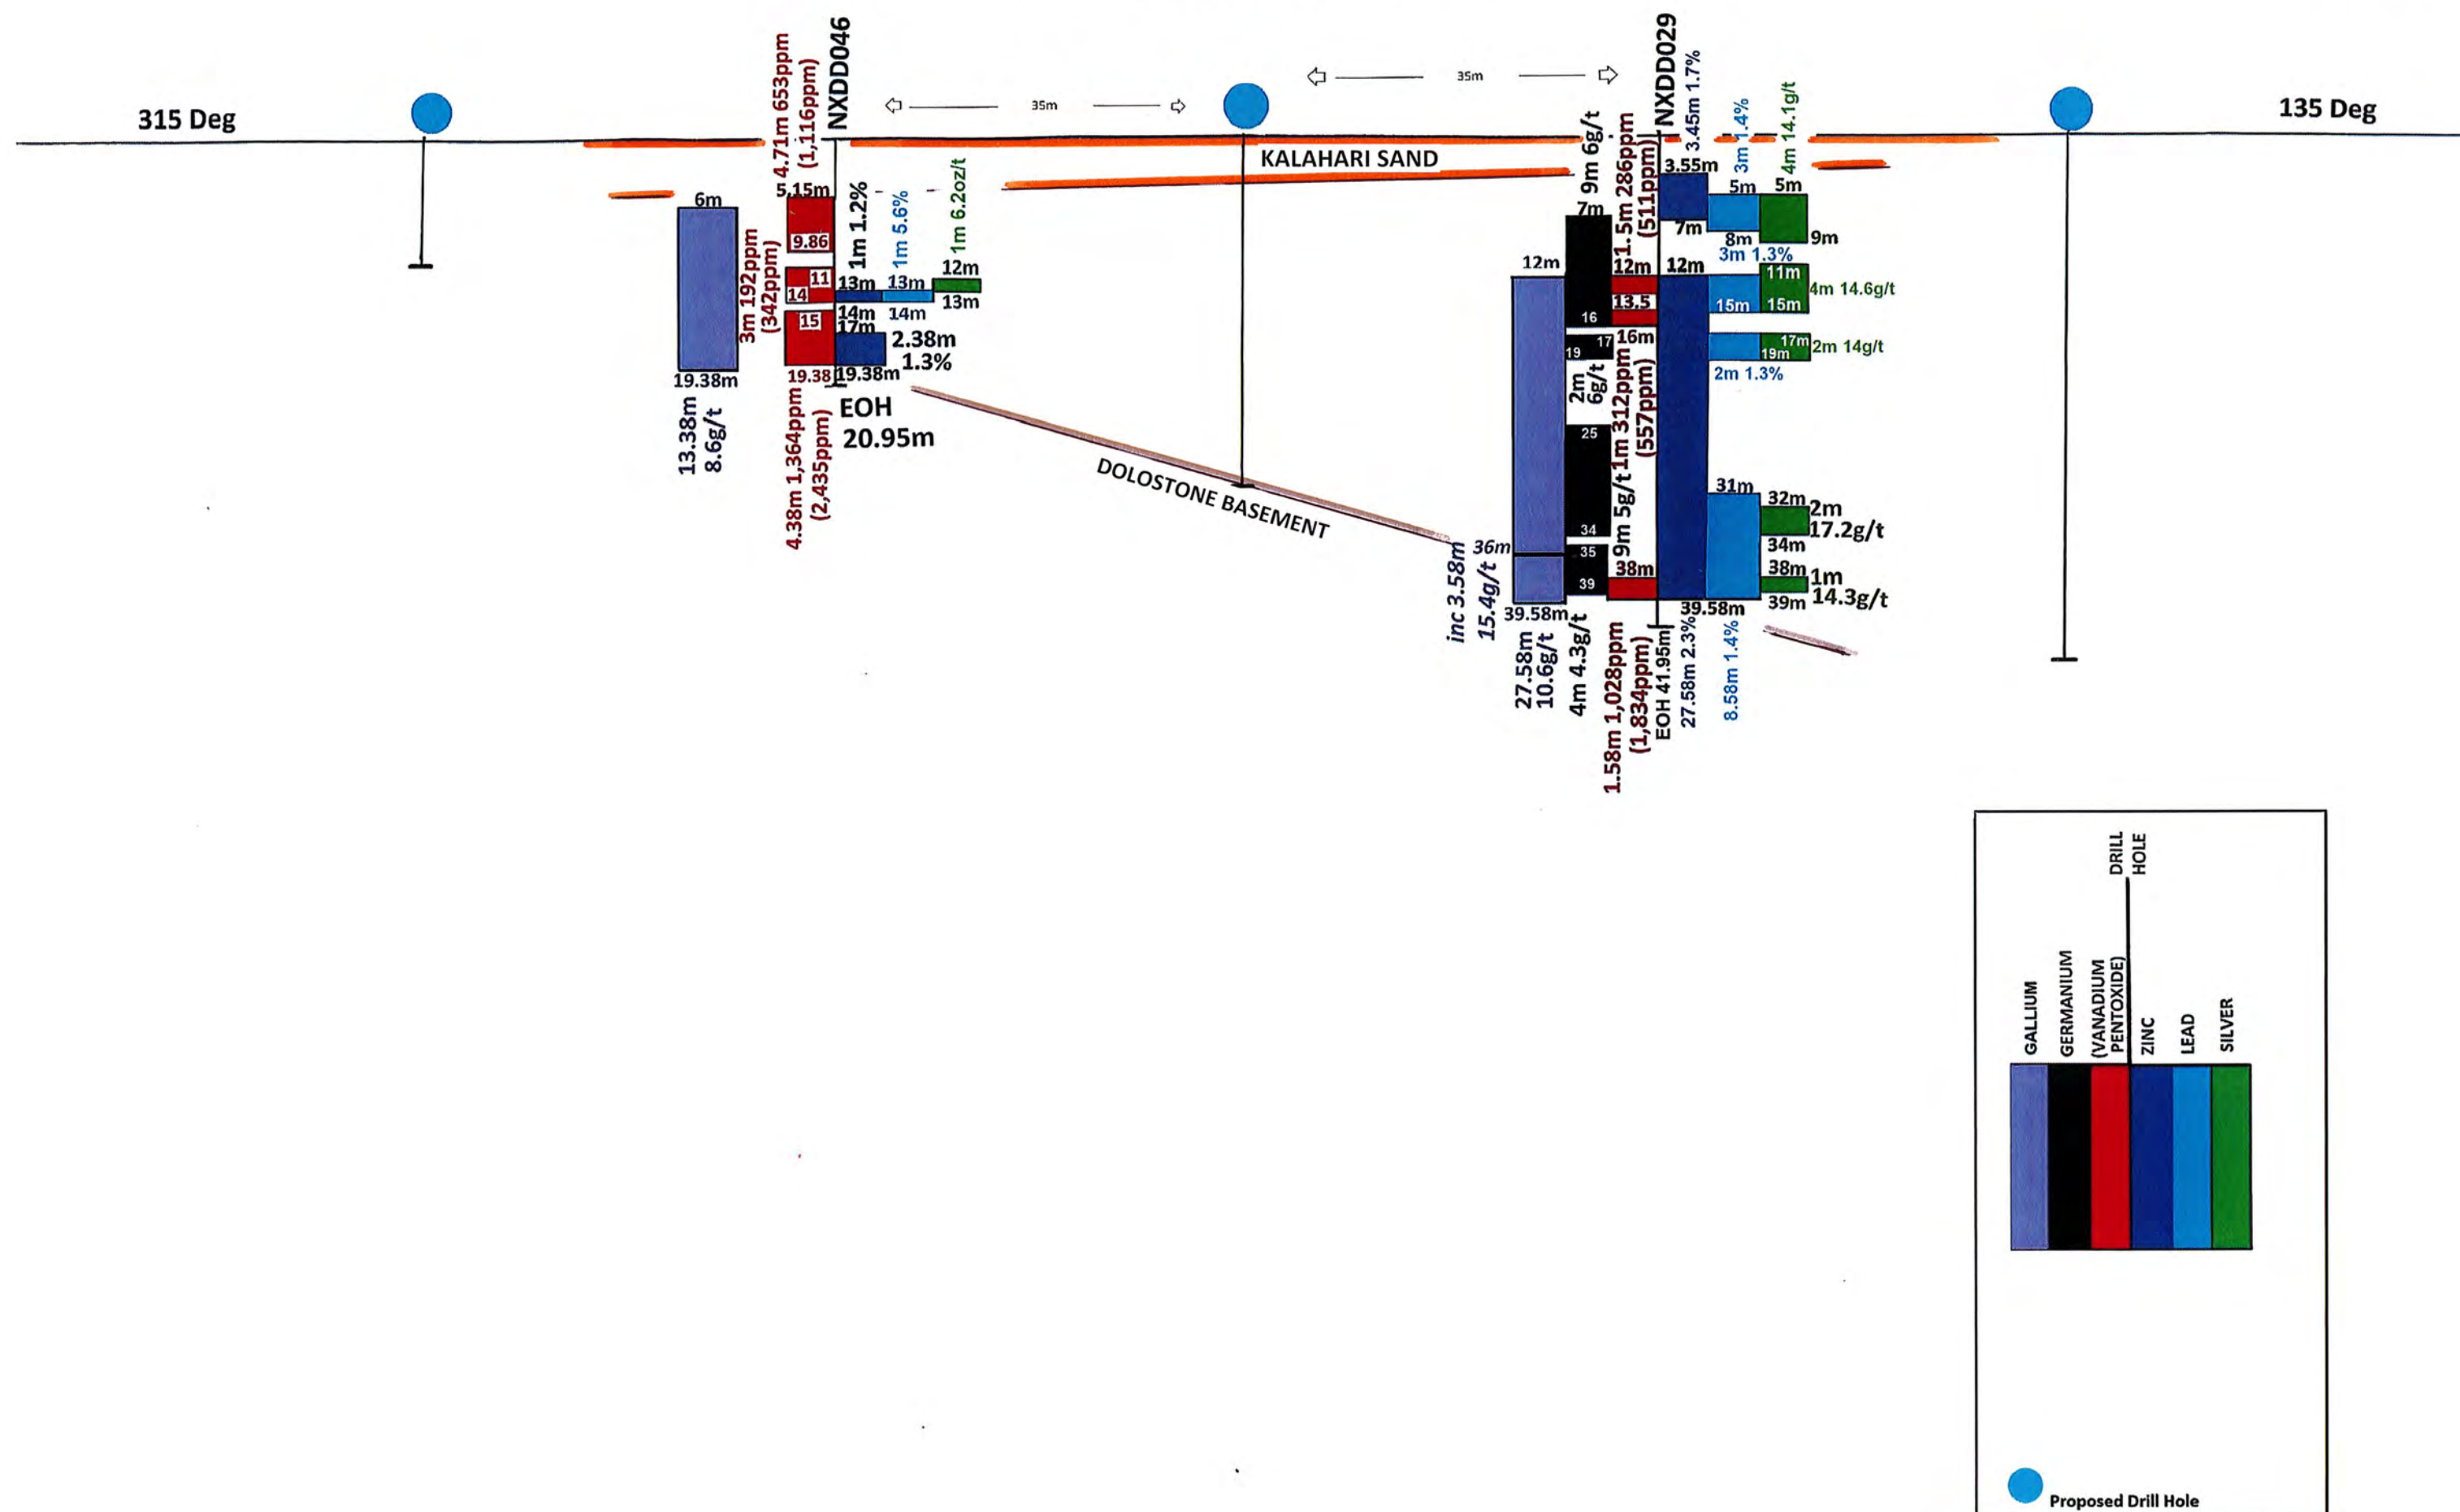 315 Deg
135 Deg
NXDD046
4.71m 653ppm
(1,116ppm)
35m
35m
NXDD029
KALAHARI SAND
6m
19.38m
13.38m
8.6g/t
5.15m
9.86
3m 192ppm
(342ppm)
11
14
15
19.38
4.38m 1,364ppm
(2,435ppm)
1m 1.2%
13m
14m
17m
2.38m
1.3%
19.38m
1m 5.6%
13m
14m
1m 6.2oz/t
12m
13m
EOH
20.95m
DOLOSTONE BASEMENT
12m
36m
inc 3.58m
15.4g/t
39.58m
27.58m
10.6g/t
9m 6g/t
7m
16
17
19
2m
6g/t
25
34
9m 5g/t
35
39
4m 4.3g/t
1.5m 286ppm
(511ppm)
12m
13.5
16m
1m 312ppm
(557ppm)
38m
1.58m 1,028ppm
(1,834ppm)
EOH 41.95m
3.45m 1.7%
3.55m
7m
12m
39.58m
27.58m 2.3%
3m 1.4%
5m
8m
3m 1.3%
15m
2m 1.3%
31m
8.58m 1.4%
4m 14.1g/t
5m
9m
11m
15m
4m 14.6g/t
17m
19m
2m 14g/t
32m
34m
2m
17.2g/t
38m
39m
1m
14.3g/t
DRILL
HOLE
GALLIUM
GERMANIUM
(VANADIUM
PENTOXIDE)
ZINC
LEAD
SILVER
Proposed Drill Hole